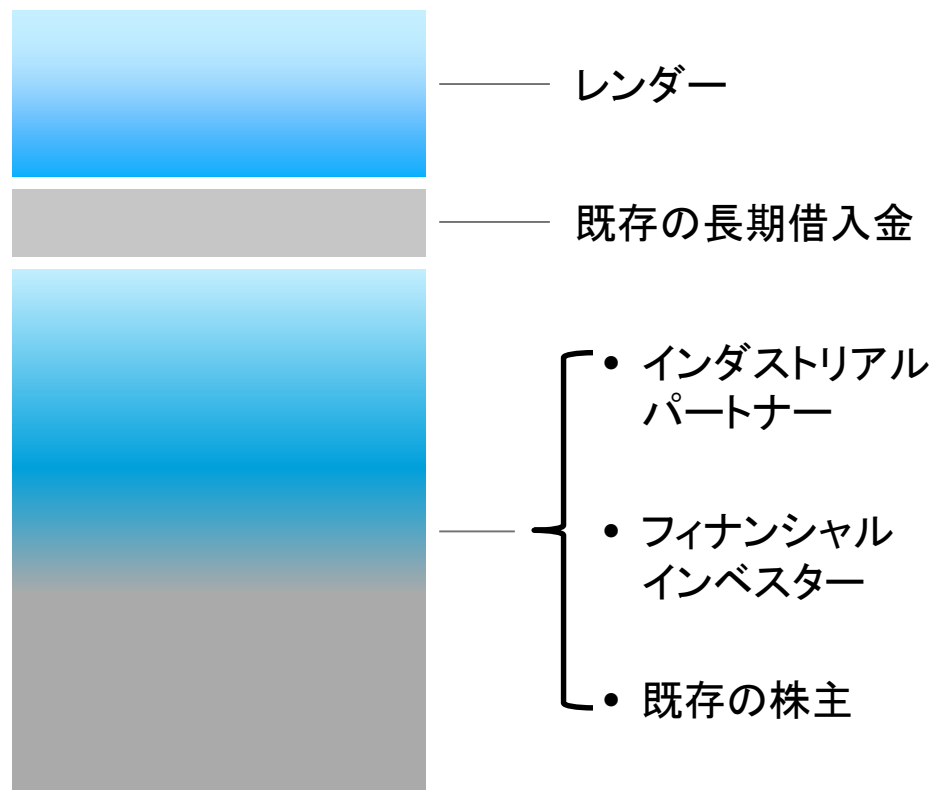 レンダー
既存の長期借入金
• インダストリアル
パートナー
• フィナンシャル
インベスター
• 既存の株主